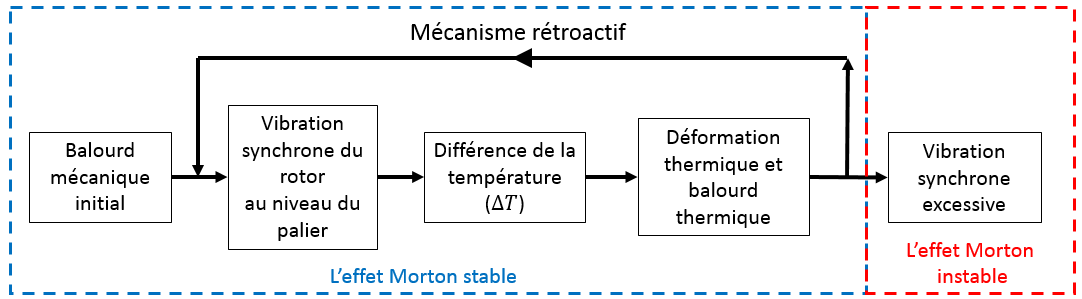 Mécanisme rétroactif
Balourd
mécanique
initial
Vibration
synchrone du
rotor
au niveau du
palier
Différence de la
température
(ΔT)
Déformation
thermique et
balourd
thermique
Vibration
synchrone
excessive
L'effet Morton stable
L'effet Morton
instable